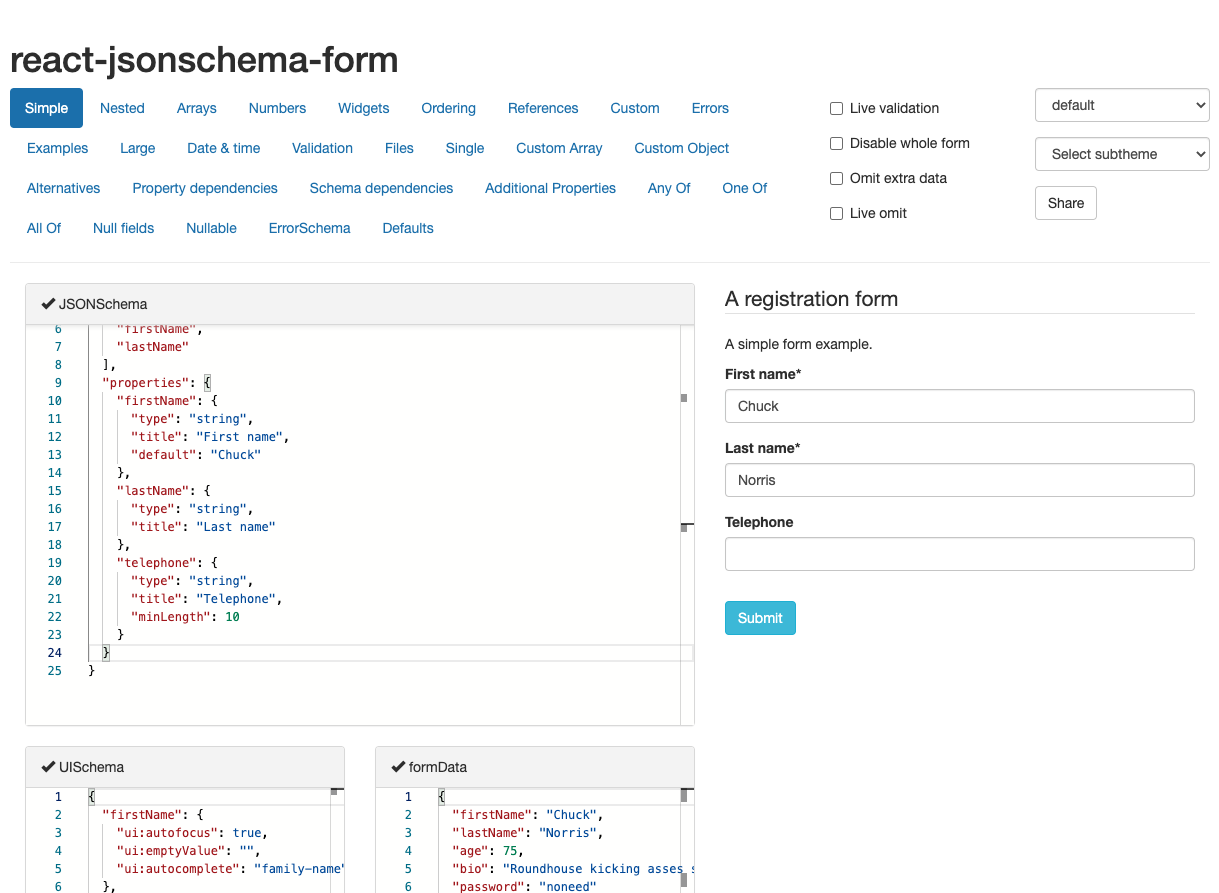 react-jsonschema-form
Simple Nested Arrays Numbers Widgets Ordering References Custom Errors
Examples Large Date & time Validation Files Single Custom Array Custom Object
Alternatives Property dependencies Schema dependencies Additional Properties Any Of One Of
All Of Null fields Nullable ErrorSchema Defaults
Live validation
Disable whole form
Omit extra data
Live omit
default
Select subtheme
Share
JSONSchema
6 "firstName",
7 "lastName"
8 ],
9 "properties": {
10 "firstName": {
11 "type": "string",
12 "title": "First name",
13 "default": "Chuck"
14 },
15 "lastName": {
16 "type": "string",
17 "title": "Last name"
18 },
19 "telephone": {
20 "type": "string",
21 "title": "Telephone",
22 "minLength": 10
23 }
24 }
25 }
UISchema
1 {
2 "firstName": {
3 "ui:autofocus": true,
4 "ui:emptyValue": "",
5 "ui:autocomplete": "family-name"
6 },
formData
1 {
2 "firstName": "Chuck",
3 "lastName": "Norris",
4 "age": 75,
5 "bio": "Roundhouse kicking asses s
6 "password": "noneed"
A registration form
A simple form example.
First name*
Chuck
Last name*
Norris
Telephone
Submit